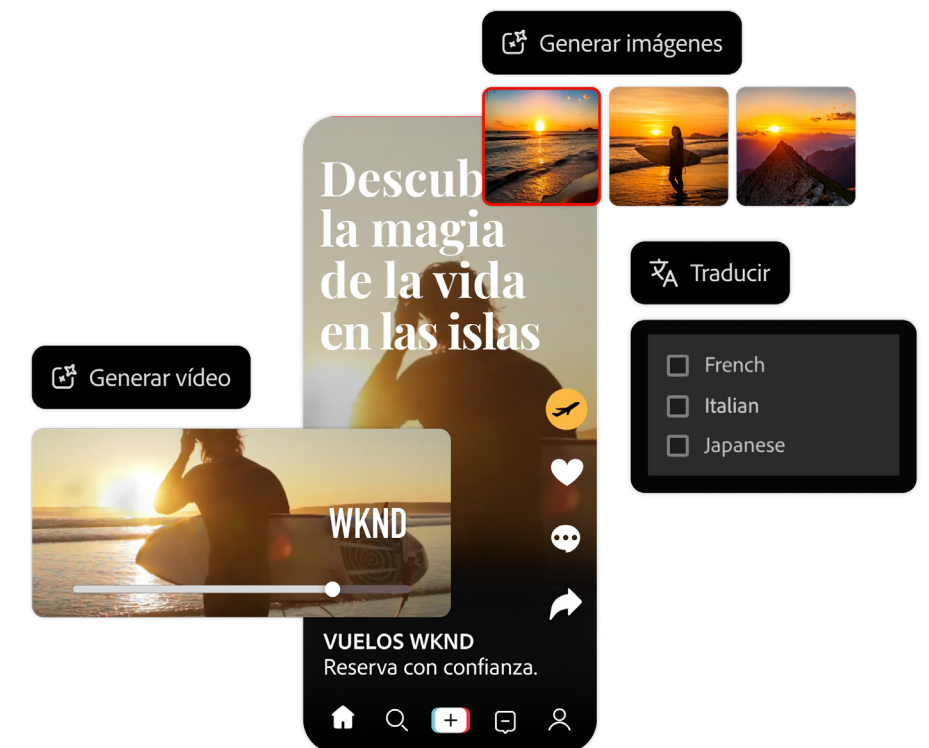 Generar imágenes
Descub
la magia
de la vida
en las islas
Traducir
French
Italian
Japanese
Generar vídeo
WKND
VUELOS WKND
Reserva con confianza.